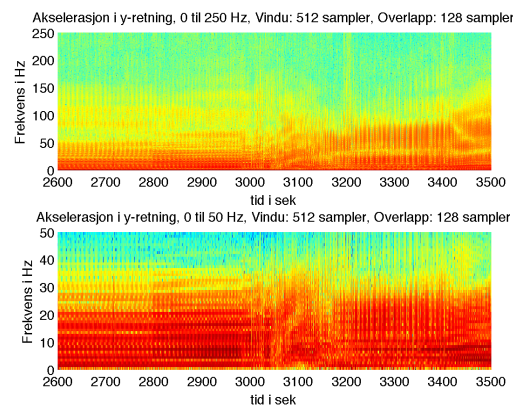 Akselerasjon i y-retning, 0 til 250 Hz, Vindu: 512 sampler, Overlapp: 128 sampler
250
200
150
100
50
0
Frekvens i Hz
2600 2700 2800 2900 3000 3100 3200 3300 3400 3500
tid i sek
Akselerasjon i y-retning, 0 til 50 Hz, Vindu: 512 sampler, Overlapp: 128 sampler
50
40
30
20
10
0
Frekvens i Hz
2600 2700 2800 2900 3000 3100 3200 3300 3400 3500
tid i sek